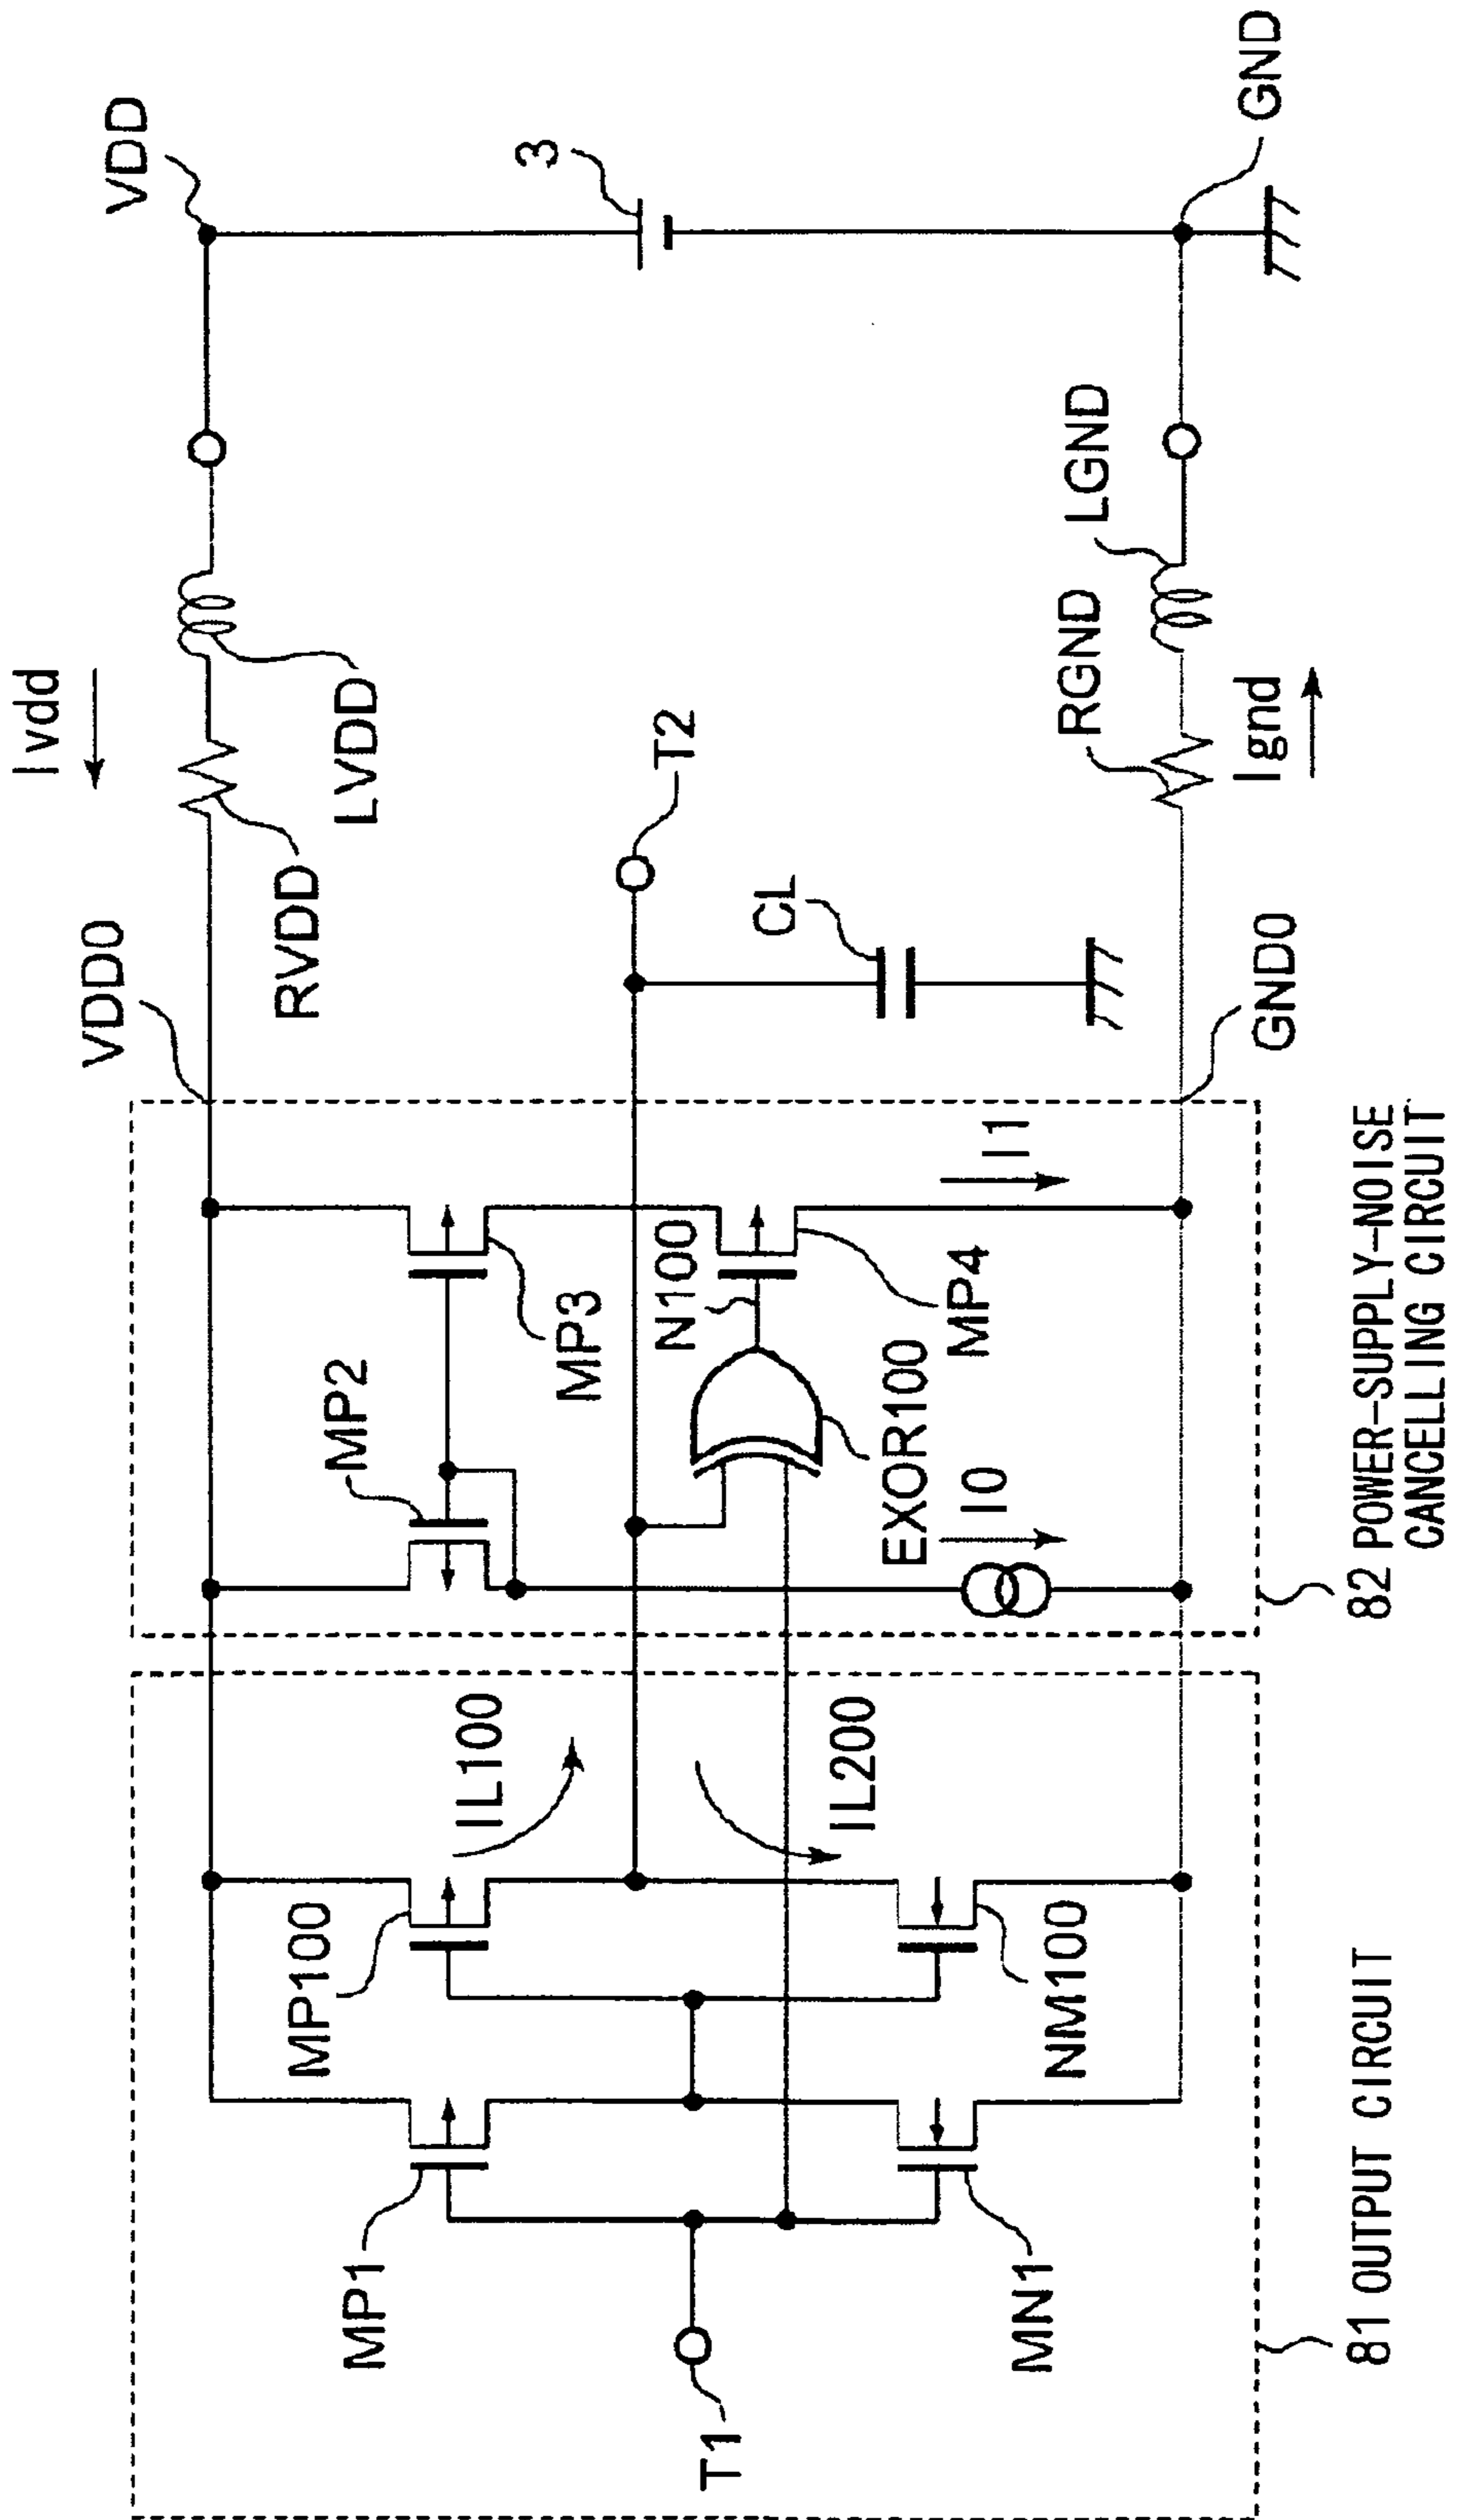 VDD
3
GND
Ivdd
LVDD
RVDD
VDD0
T2
CL
LGND
RGND
Ignd
GND0
I1
N100
MP3
MP4
MP2
EXOR100
I0
82 POWER-SUPPLY-NOISE
CANCELLING CIRCUIT
IL100
IL200
MP100
NM100
MP1
MN1
T1
81 OUTPUT CIRCUIT